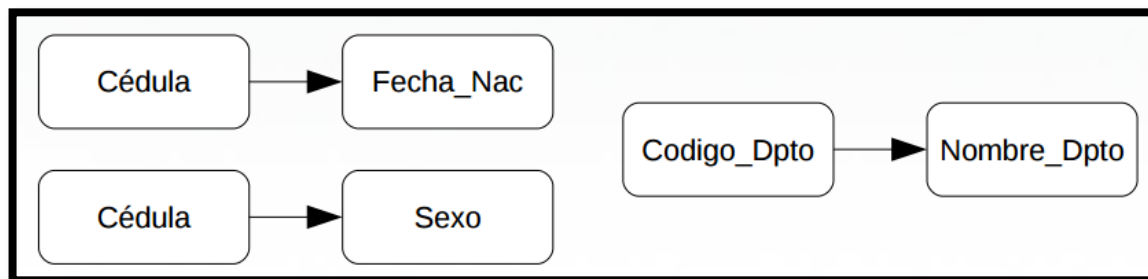 Cédula
Fecha_Nac
Cédula
Sexo
Codigo_Dpto
Nombre_Dpto